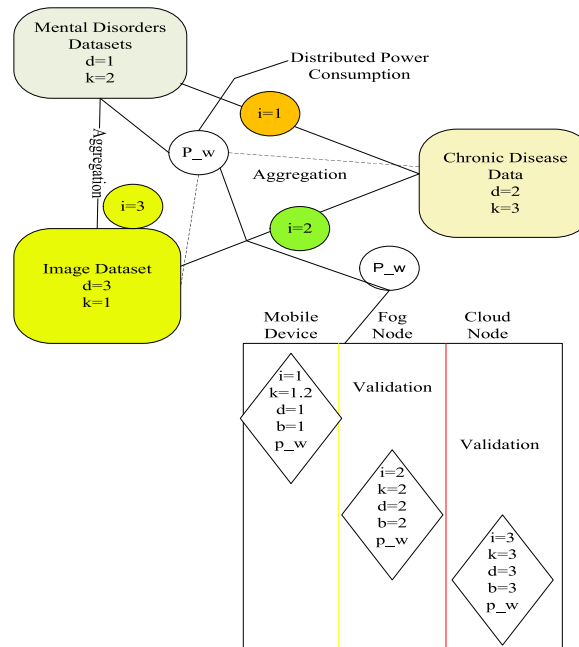 Mental Disorders
Datasets
d=1
k=2
Distributed Power
Consumption
i=1
P_w
Aggregation
Aggregation
Chronic Disease
Data
d=2
k=3
i=3
i=2
Image Dataset
d=3
k=1
P_w
Mobile
Device
Fog
Node
Cloud
Node
i=1
k=1.2
d=1
b=1
p_w
Validation
i=2
k=2
d=2
b=2
p_w
Validation
i=3
k=3
d=3
b=3
p_w